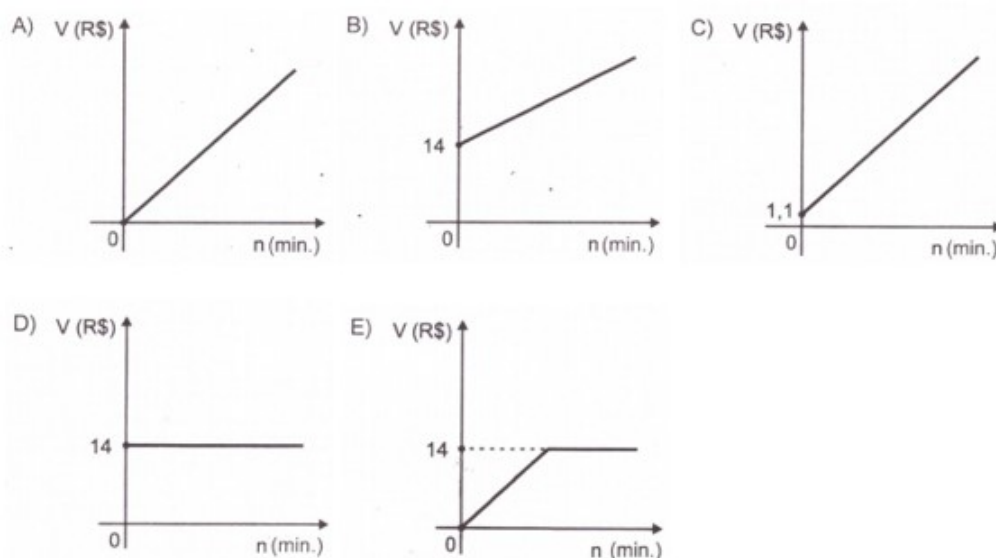 A) V (R$)
0
n (min.)
B) V (R$)
14
0
n (min.)
C) V (R$)
1,1
0
n (min.)
D) V (R$)
14
0
n (min.)
E) V (R$)
14
0
n (min.)